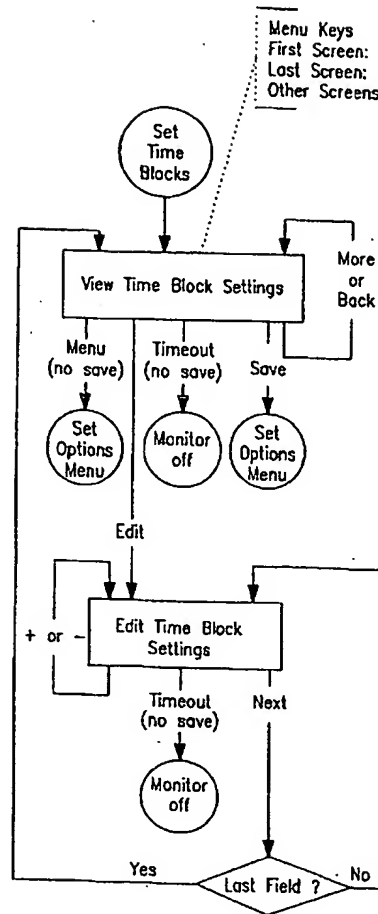 Menu Keys
First Screen:
Last Screen:
Other Screens
Set
Time
Blocks
View Time Block Settings
More
or
Back
Menu
(no save)
Timeout
(no save)
Save
Set
Options
Menu
Monitor
off
Set
Options
Menu
Edit
+ or -
Edit Time Block
Settings
Timeout
(no save)
Next
Monitor
off
Yes
Last Field ?
No